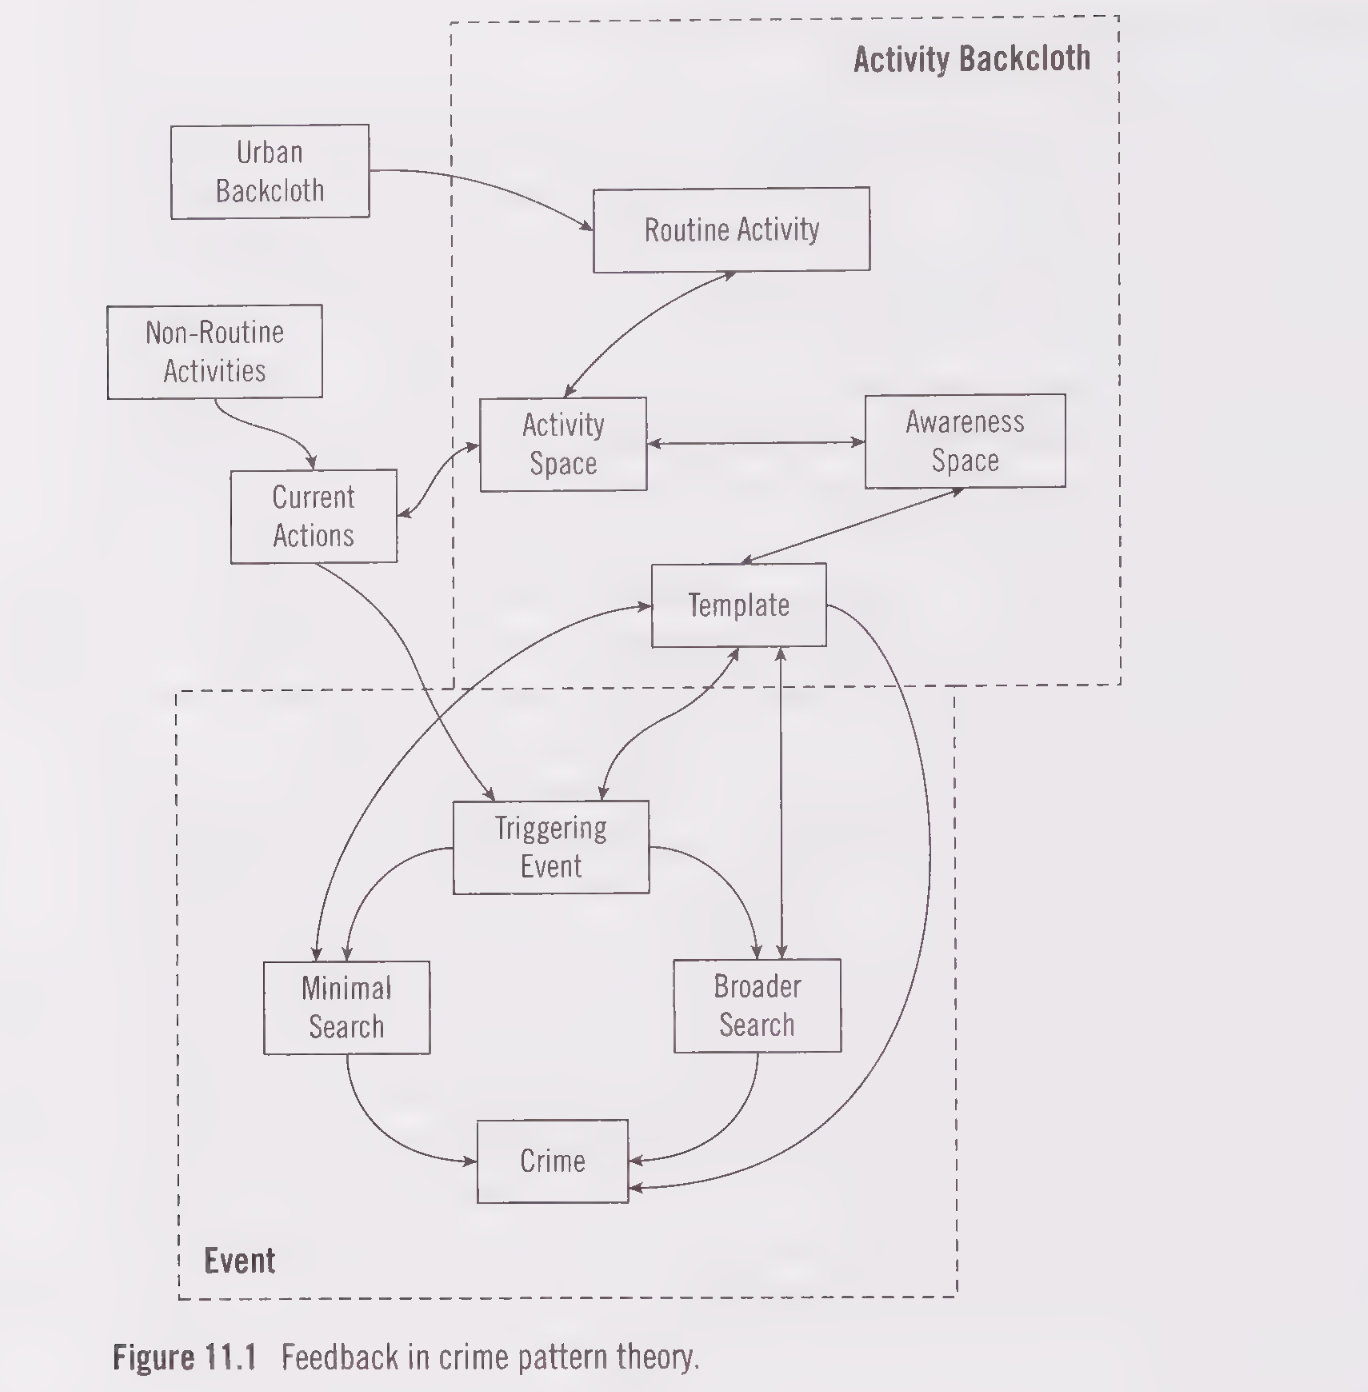 Activity Backcloth
Urban
Backcloth
Routine Activity
Non-Routine
Activities
Activity
Space
Awareness
Space
Current
Actions
Template
Triggering
Event
Minimal
Search
Broader
Search
Crime
Event
Figure 11.1 Feedback in crime pattern theory.